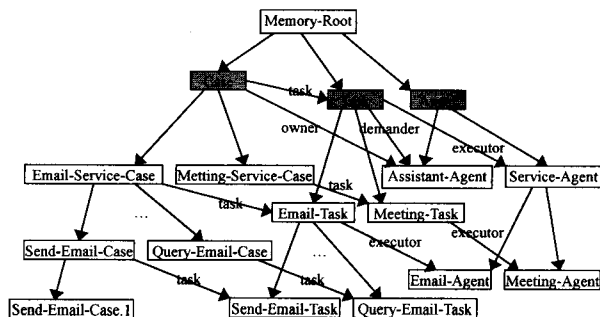 Memory-Root
task
owner
demander
executor
Email-Service-Case
Metting-Service-Case
Assistant-Agent
Service-Agent
task
task
...
Email-Task
Meeting-Task
executor
Send-Email-Case
Query-Email-Case
...
executor
task
task
Email-Agent
Meeting-Agent
Send-Email-Case.1
Send-Email-Task
Query-Email-Task